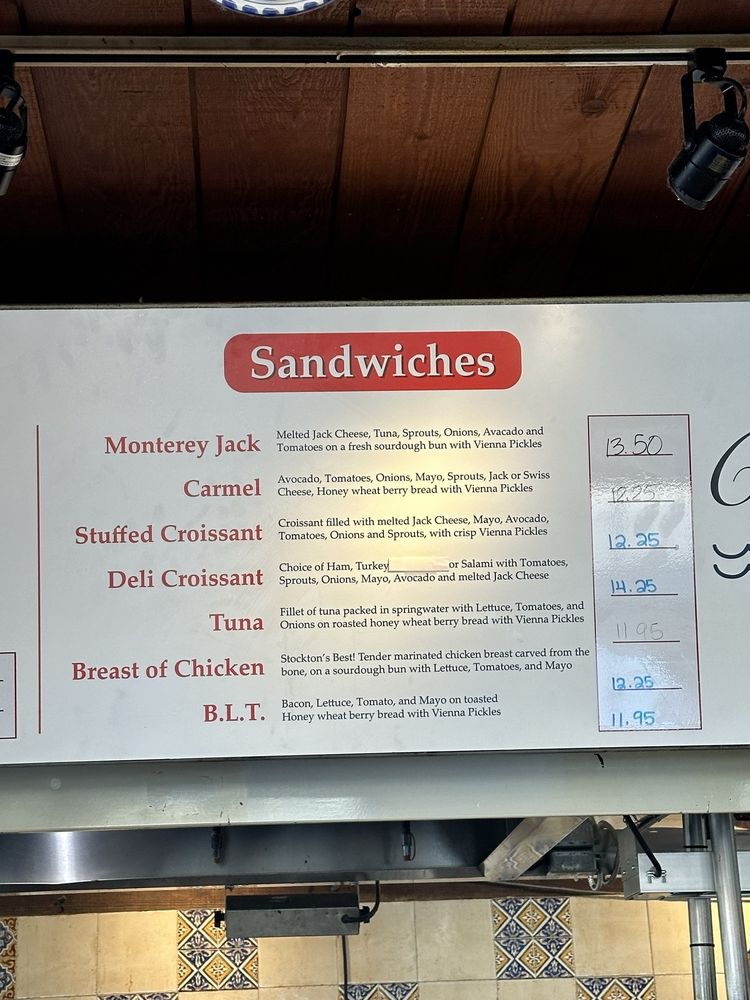 Sandwiches
Monterey Jack
Melted Jack Cheese, Tuna, Sprouts, Onions, Avacado and
Tomatoes on a fresh sourdough bun with Vienna Pickles
13.50
Carmel
Avocado, Tomatoes, Onions, Mayo, Sprouts, Jack or Swiss
Cheese, Honey wheat berry bread with Vienna Pickles
12.25
Stuffed Croissant
Croissant filled with melted Jack Cheese, Mayo, Avocado,
Tomatoes, Onions and Sprouts, with crisp Vienna Pickles
12.25
Deli Croissant
Choice of Ham, Turkey or Salami with Tomatoes,
Sprouts, Onions, Mayo, Avocado and melted Jack Cheese
14.25
Tuna
Fillet of tuna packed in springwater with Lettuce, Tomatoes, and
Onions on roasted honey wheat berry bread with Vienna Pickles
11.95
Breast of Chicken
Stockton's Best! Tender marinated chicken breast carved from the
bone, on a sourdough bun with Lettuce, Tomatoes, and Mayo
12.25
B.L.T.
Bacon, Lettuce, Tomato, and Mayo on toasted
Honey wheat berry bread with Vienna Pickles
11.95